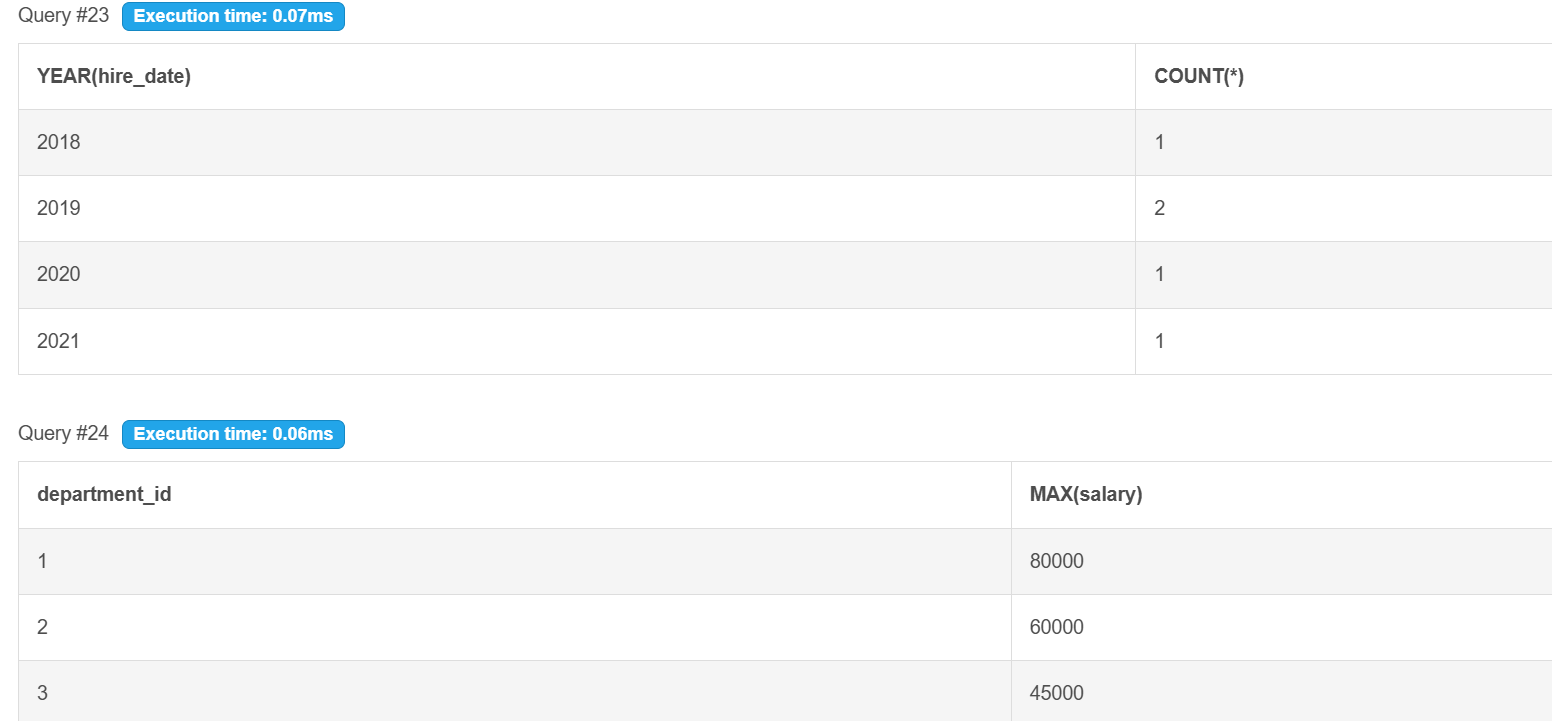 Query #23 Execution time: 0.07ms
YEAR(hire_date) COUNT(*)
2018 1
2019 2
2020 1
2021 1
Query #24 Execution time: 0.06ms
department_id MAX(salary)
1 80000
2 60000
3 45000